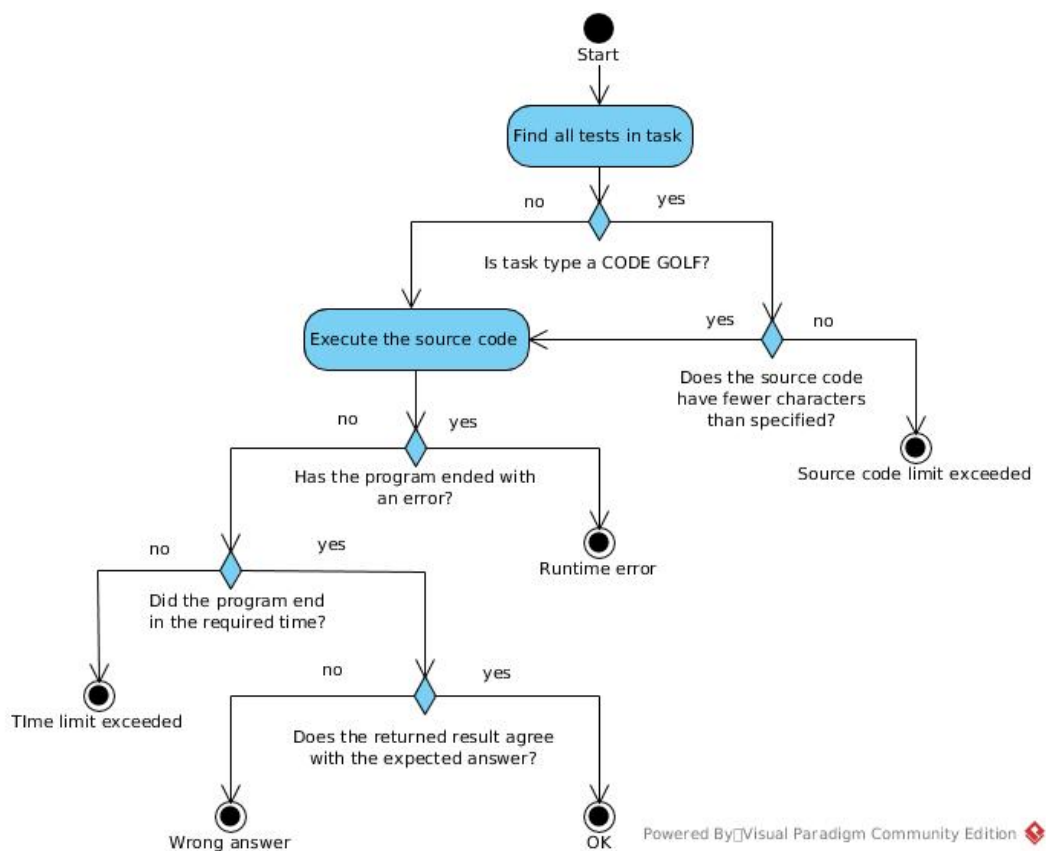 Start
Find all tests in task
no
yes
Is task type a CODE GOLF?
Execute the source code
yes
no
Does the source code
have fewer characters
than specified?
Source code limit exceeded
no
yes
Has the program ended with
an error?
Runtime error
no
yes
Did the program end
in the required time?
TIme limit exceeded
no
yes
Does the returned result agree
with the expected answer?
Wrong answer
OK
Powered By▯Visual Paradigm Community Edition